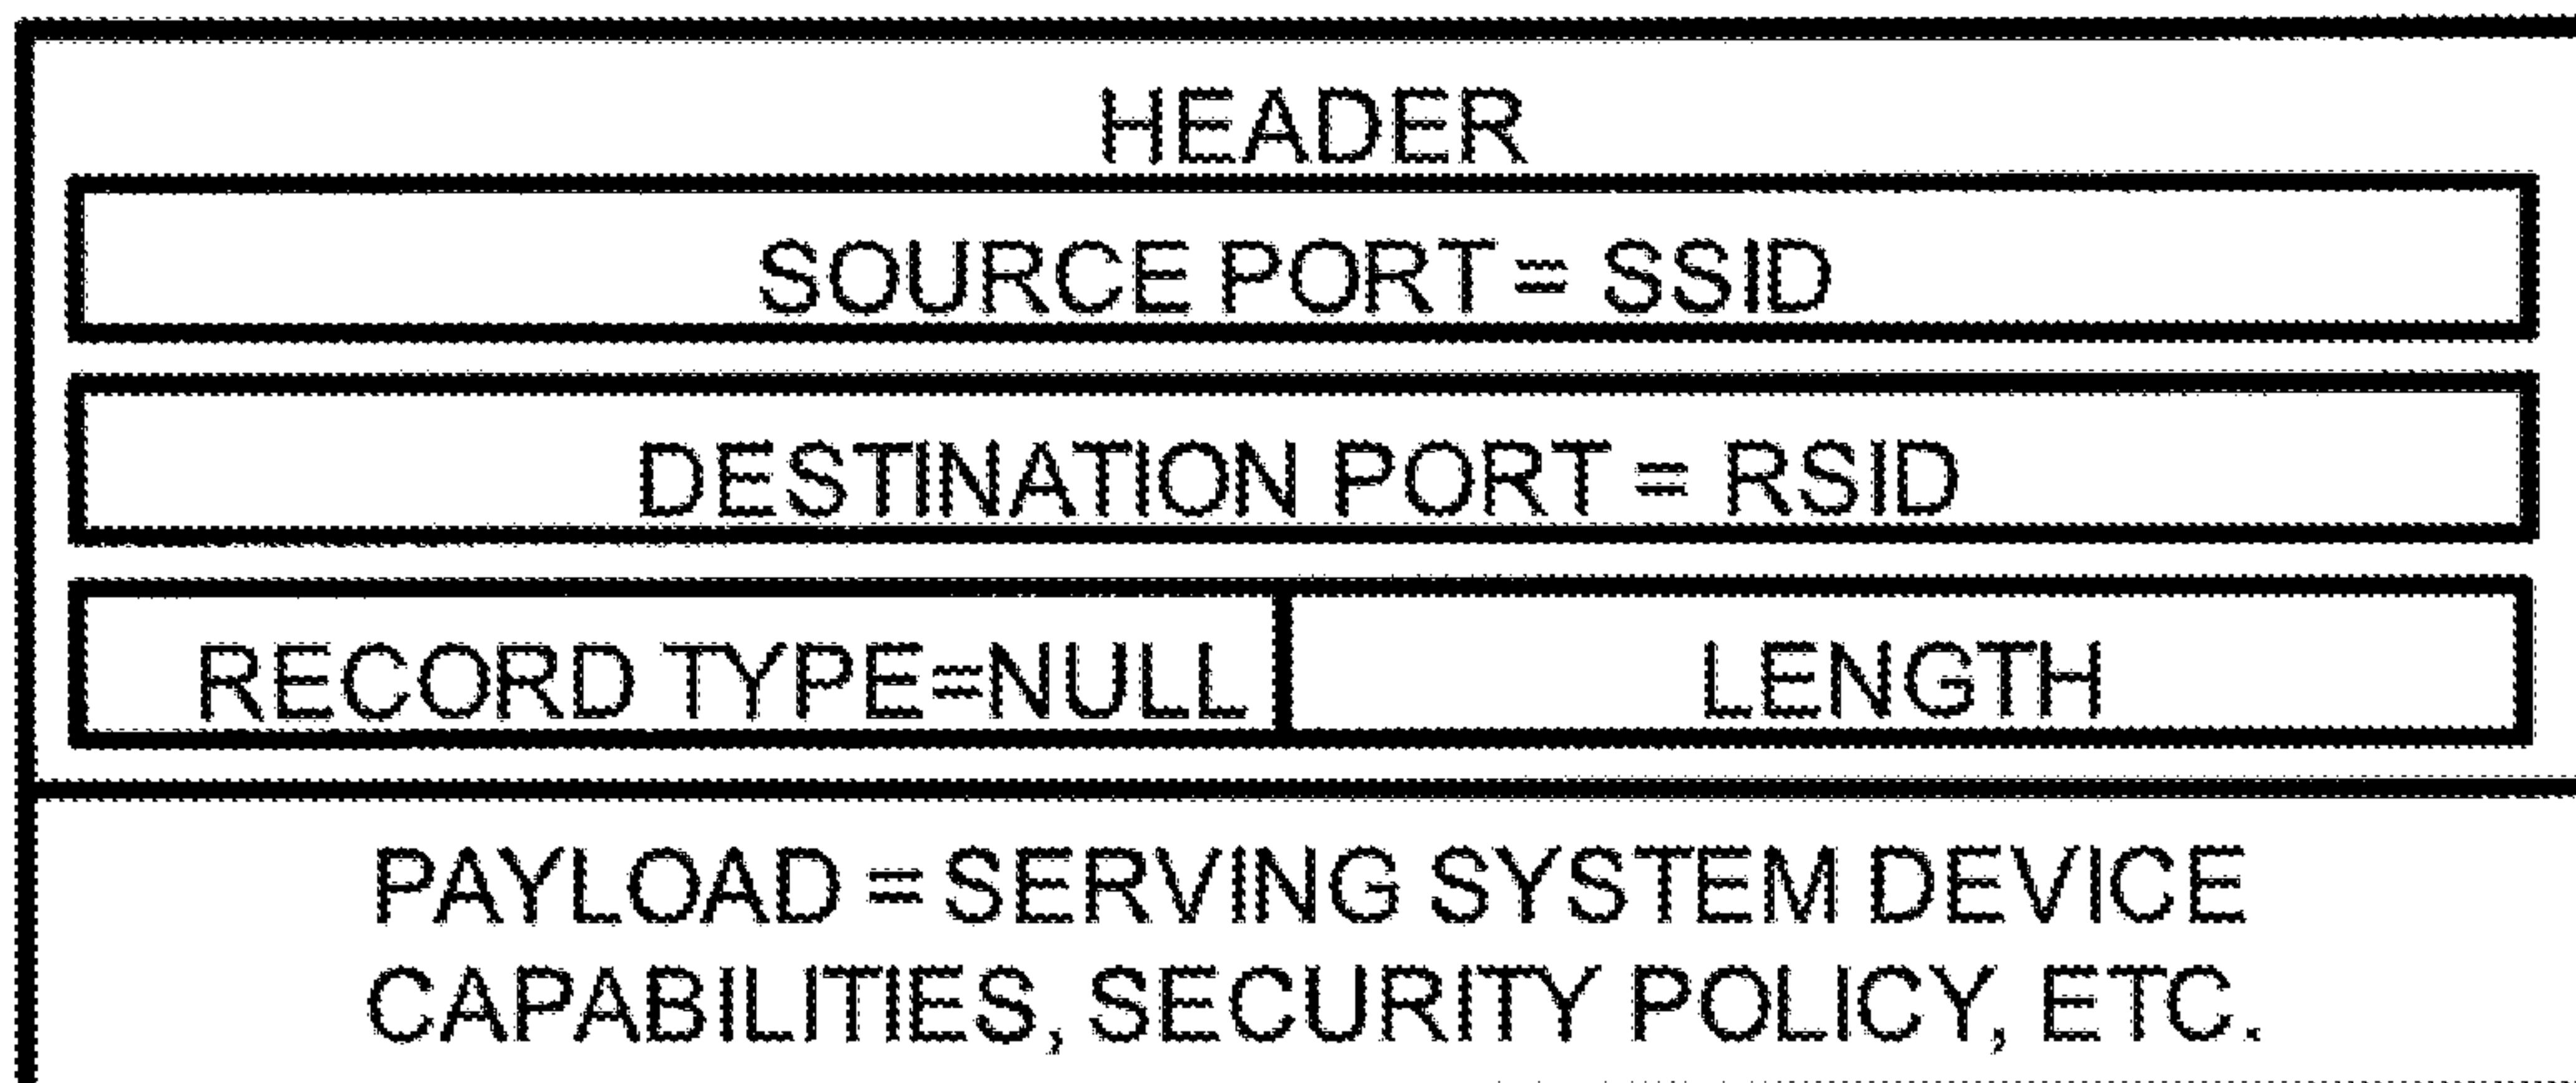 HEADER
SOURCE PORT = SSID
DESTINATION PORT = RSID
RECORD TYPE=NULL
LENGTH
PAYLOAD = SERVING SYSTEM DEVICE
CAPABILITIES, SECURITY POLICY, ETC.